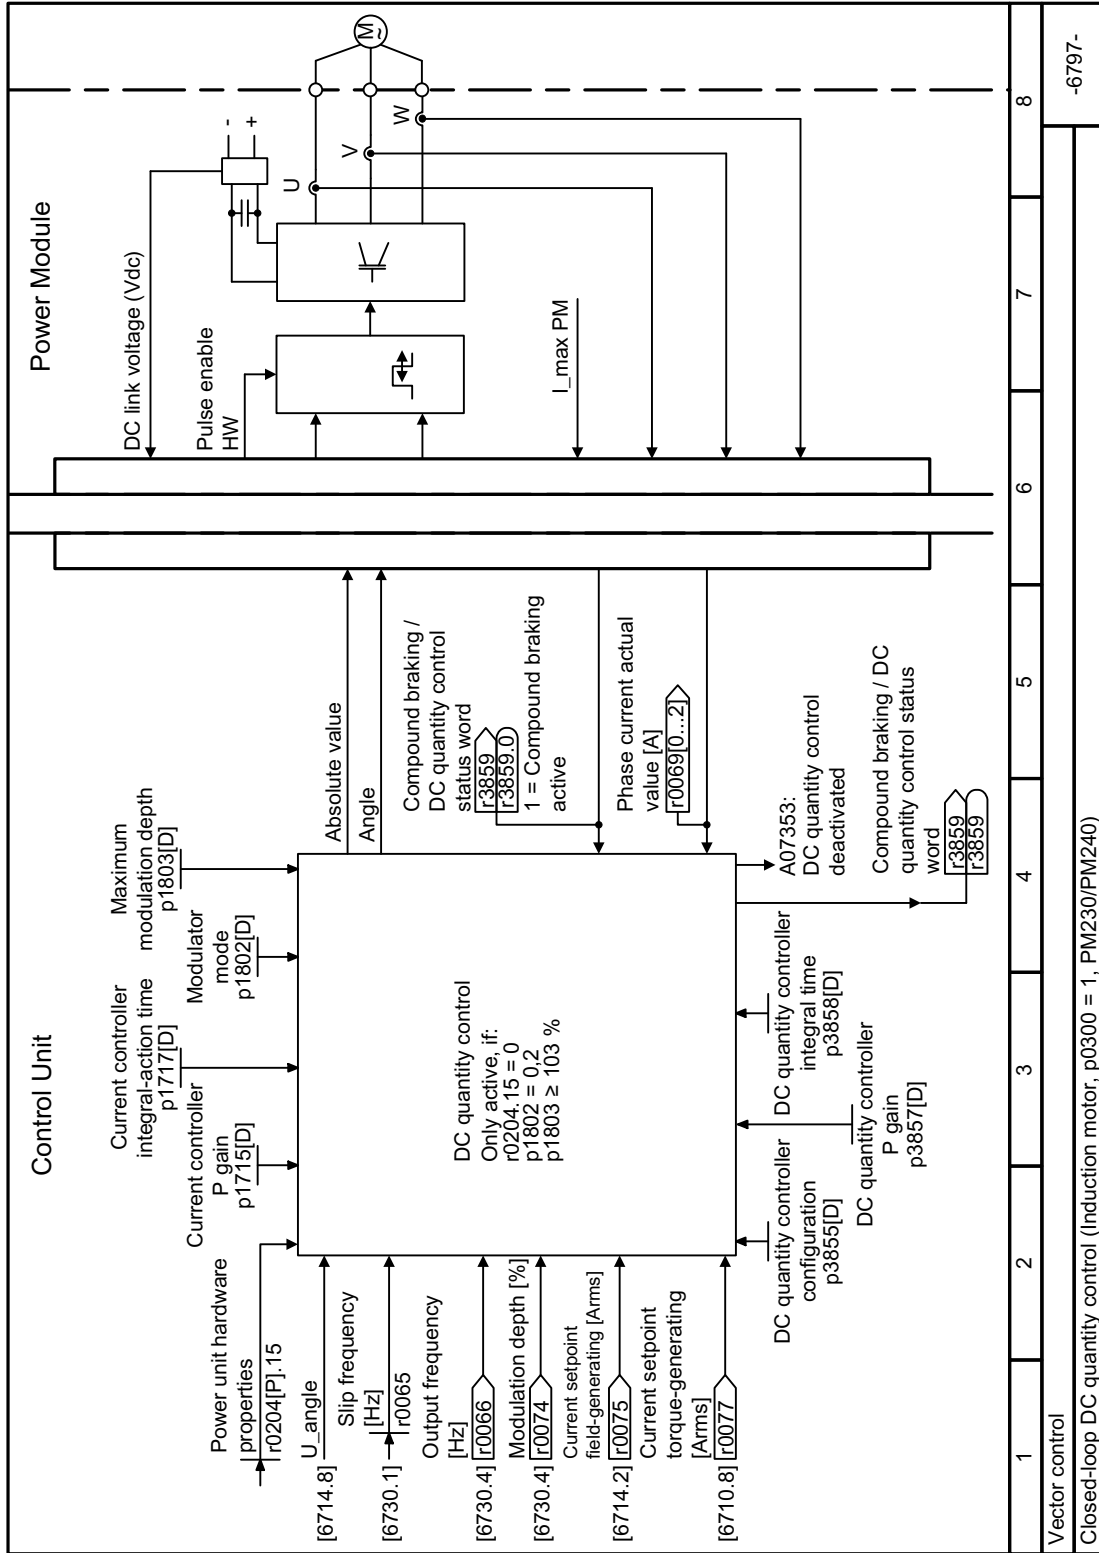 Control Unit
Power Module
Power unit hardware
properties
r0204[P].15
Current controller
P gain
p1715[D]
Current controller
integral-action time
p1717[D]
Modulator
mode
p1802[D]
Maximum
modulation depth
p1803[D]
[6714.8]
U_angle
Slip frequency
[Hz]
[6730.1]
r0065
Output frequency
[Hz]
[6730.4]
r0066
Modulation depth [%]
[6730.4]
r0074
Current setpoint
field-generating [Arms]
[6714.2]
r0075
Current setpoint
torque-generating
[Arms]
[6710.8]
r0077
DC quantity control
Only active, if:
r0204.15 = 0
p1802 = 0,2
p1803 ≥ 103 %
DC quantity controller
configuration
p3855[D]
DC quantity controller
P gain
p3857[D]
DC quantity controller
integral time
p3858[D]
Absolute value
Angle
Compound braking /
DC quantity control
status word
r3859
r3859.0
1 = Compound braking
active
Phase current actual
value [A]
r0069[0...2]
A07353:
DC quantity control
deactivated
Compound braking / DC
quantity control status
word
r3859
r3859
DC link voltage (Vdc)
Pulse enable
HW
I_max PM
-
+
U
V
W
M
~
1
2
3
4
5
6
7
8
Vector control
Closed-loop DC quantity control (Induction motor, p0300 = 1, PM230/PM240)
-6797-